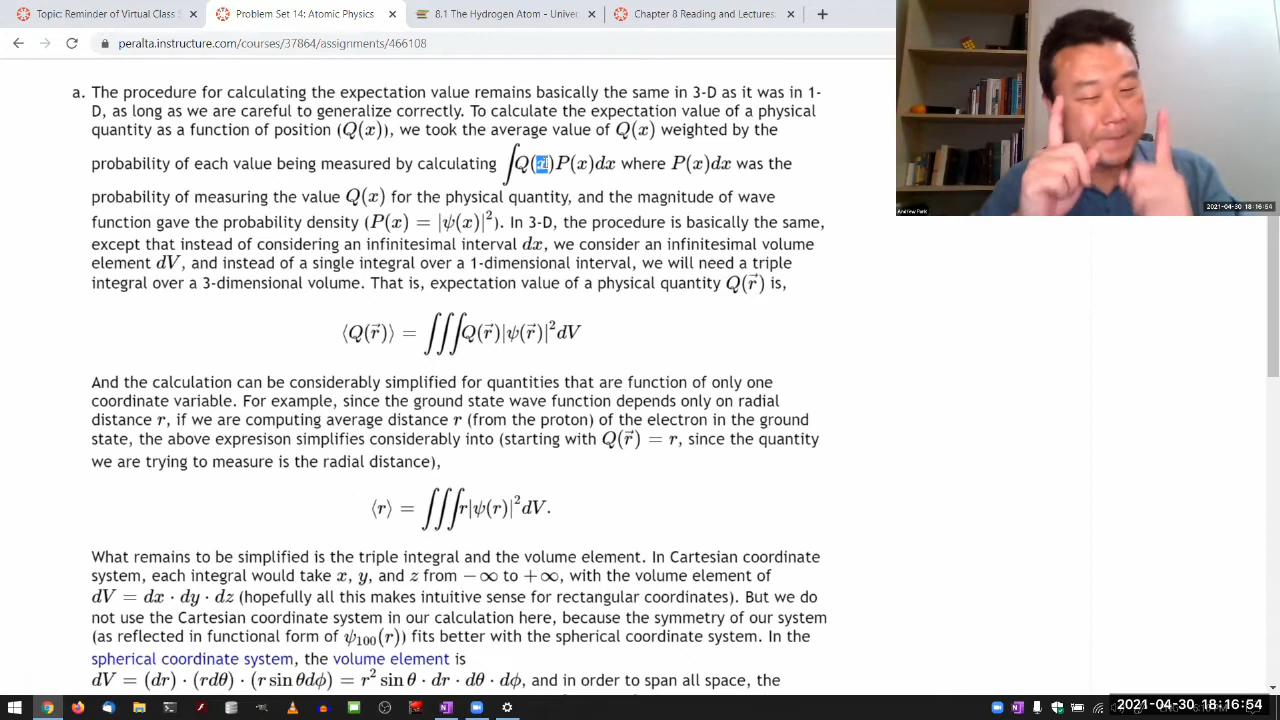 Topic: Spherical Coordin
Topic: Spherical Coordin
8.1 The Hydrogen Atom - Univers
Chapter 8 Reading and Lectures
peralta.instructure.com/courses/37864/assignments/466108
a. The procedure for calculating the expectation value remains basically the same in 3-D as it was in 1-
D, as long as we are careful to generalize correctly. To calculate the expectation value of a physical
quantity as a function of position (Q(x)), we took the average value of Q(x) weighted by the
probability of each value being measured by calculating ∫Q(x)P(x)dx where P(x)dx was the
probability of measuring the value Q(x) for the physical quantity, and the magnitude of wave
function gave the probability density (P(x) = |ψ(x)|²). In 3-D, the procedure is basically the same,
except that instead of considering an infinitesimal interval dx, we consider an infinitesimal volume
element dV, and instead of a single integral over a 1-dimensional interval, we will need a triple
integral over a 3-dimensional volume. That is, expectation value of a physical quantity Q(r⃗) is,
⟨Q(r⃗)⟩ = ∫∫∫Q(r⃗)|ψ(r⃗)|²dV
And the calculation can be considerably simplified for quantities that are function of only one
coordinate variable. For example, since the ground state wave function depends only on radial
distance r, if we are computing average distance r (from the proton) of the electron in the ground
state, the above expresison simplifies considerably into (starting with Q(r⃗) = r, since the quantity
we are trying to measure is the radial distance),
⟨r⟩ = ∫∫∫r|ψ(r)|²dV.
What remains to be simplified is the triple integral and the volume element. In Cartesian coordinate
system, each integral would take x, y, and z from −∞ to +∞, with the volume element of
dV = dx · dy · dz (hopefully all this makes intuitive sense for rectangular coordinates). But we do
not use the Cartesian coordinate system in our calculation here, because the symmetry of our system
(as reflected in functional form of ψ₁₀₀(r)) fits better with the spherical coordinate system. In the
spherical coordinate system, the volume element is
dV = (dr) · (rdθ) · (r sin θdϕ) = r² sin θ · dr · dθ · dϕ, and in order to span all space, the
Andrew Park
2021-04-30 18:16:54
2021-04-30 18:16:54